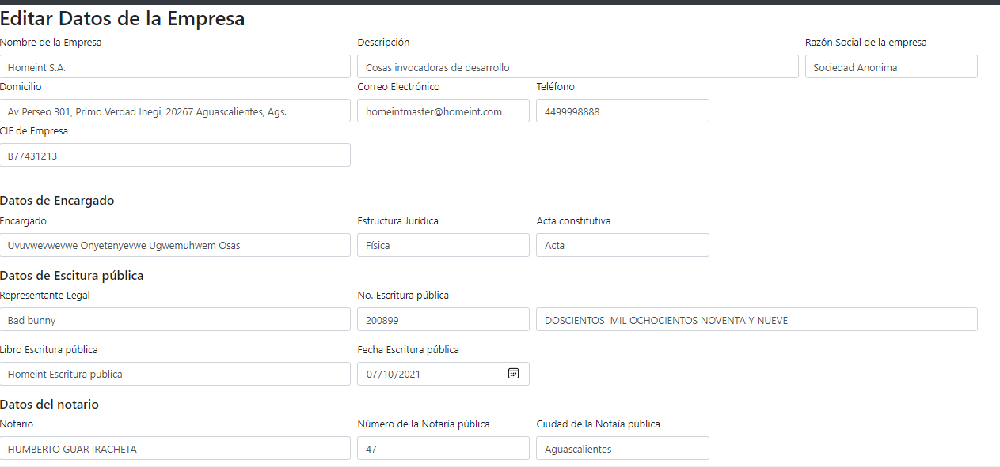 Editar Datos de la Empresa
Nombre de la Empresa Descripción Razón Social de la empresa
Homeint S.A. Cosas invocadoras de desarrollo Sociedad Anonima
Domicilio Correo Electrónico Teléfono
Av Perseo 301, Primo Verdad Inegi, 20267 Aguascalientes, Ags. homeintmaster@homeint.com 4499998888
CIF de Empresa
B77431213
Datos de Encargado
Encargado Estructura Jurídica Acta constitutiva
Uvuvwevwevwe Onyetenyevwe Ugwemuhwem Osas Física Acta
Datos de Escitura pública
Representante Legal No. Escritura pública
Bad bunny 200899 DOSCIENTOS  MIL OCHOCIENTOS NOVENTA Y NUEVE
Libro Escritura pública Fecha Escritura pública
Homeint Escritura publica 07/10/2021
Datos del notario
Notario Número de la Notaría pública Ciudad de la Notaía pública
HUMBERTO GUAR IRACHETA 47 Aguascalientes